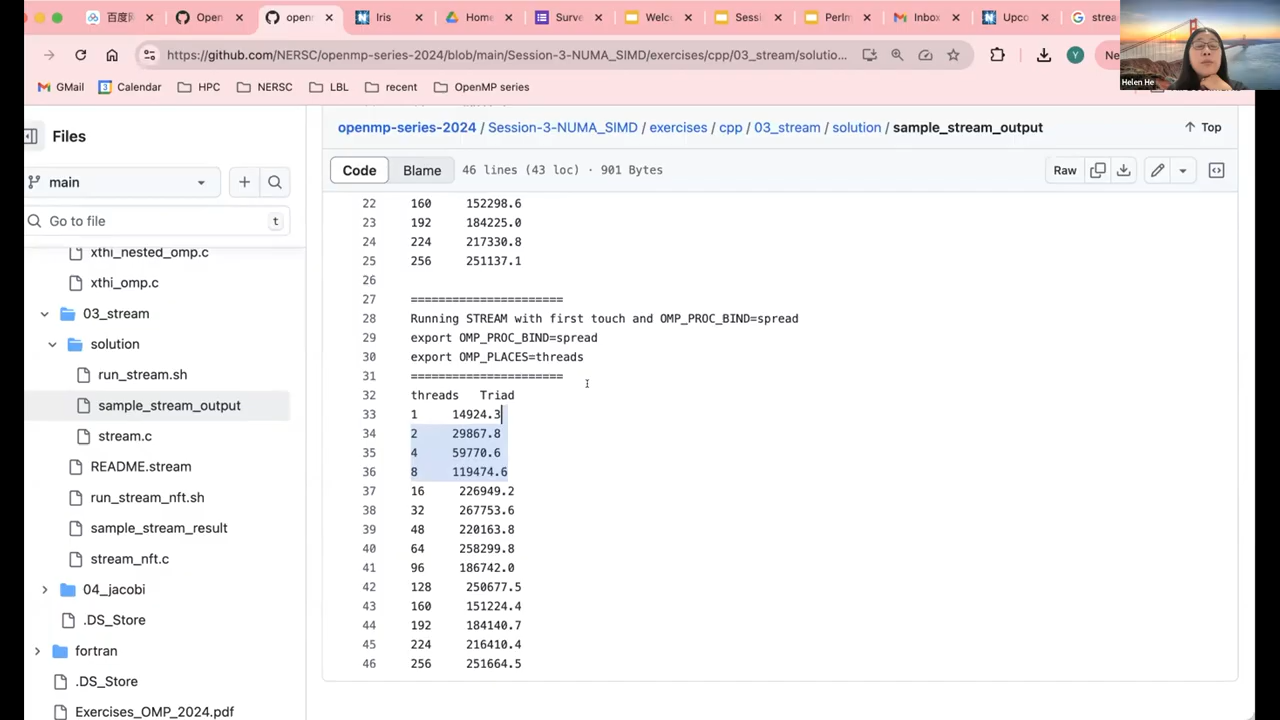 百度
Open
openm
Iris
Home
Surve
Welc
Sessi
Perlm
Inbox
Upco
strea
https://github.com/NERSC/openmp-series-2024/blob/main/Session-3-NUMA_SIMD/exercises/cpp/03_stream/solutio...
GMail
Calendar
HPC
NERSC
LBL
recent
OpenMP series
Helen He
Files
main
Go to file
t
xthi_nested_omp.c
xthi_omp.c
03_stream
solution
run_stream.sh
sample_stream_output
stream.c
README.stream
run_stream_nft.sh
sample_stream_result
stream_nft.c
04_jacobi
.DS_Store
fortran
.DS_Store
Exercises_OMP_2024.pdf
openmp-series-2024 / Session-3-NUMA_SIMD / exercises / cpp / 03_stream / solution / sample_stream_output
Top
Code Blame 46 lines (43 loc) · 901 Bytes
Raw
22 160 152298.6
23 192 184225.0
24 224 217330.8
25 256 251137.1
26
27 ======================
28 Running STREAM with first touch and OMP_PROC_BIND=spread
29 export OMP_PROC_BIND=spread
30 export OMP_PLACES=threads
31 ======================
32 threads Triad
33 1 14924.3
34 2 29867.8
35 4 59770.6
36 8 119474.6
37 16 226949.2
38 32 267753.6
39 48 220163.8
40 64 258299.8
41 96 186742.0
42 128 250677.5
43 160 151224.4
44 192 184140.7
45 224 216410.4
46 256 251664.5